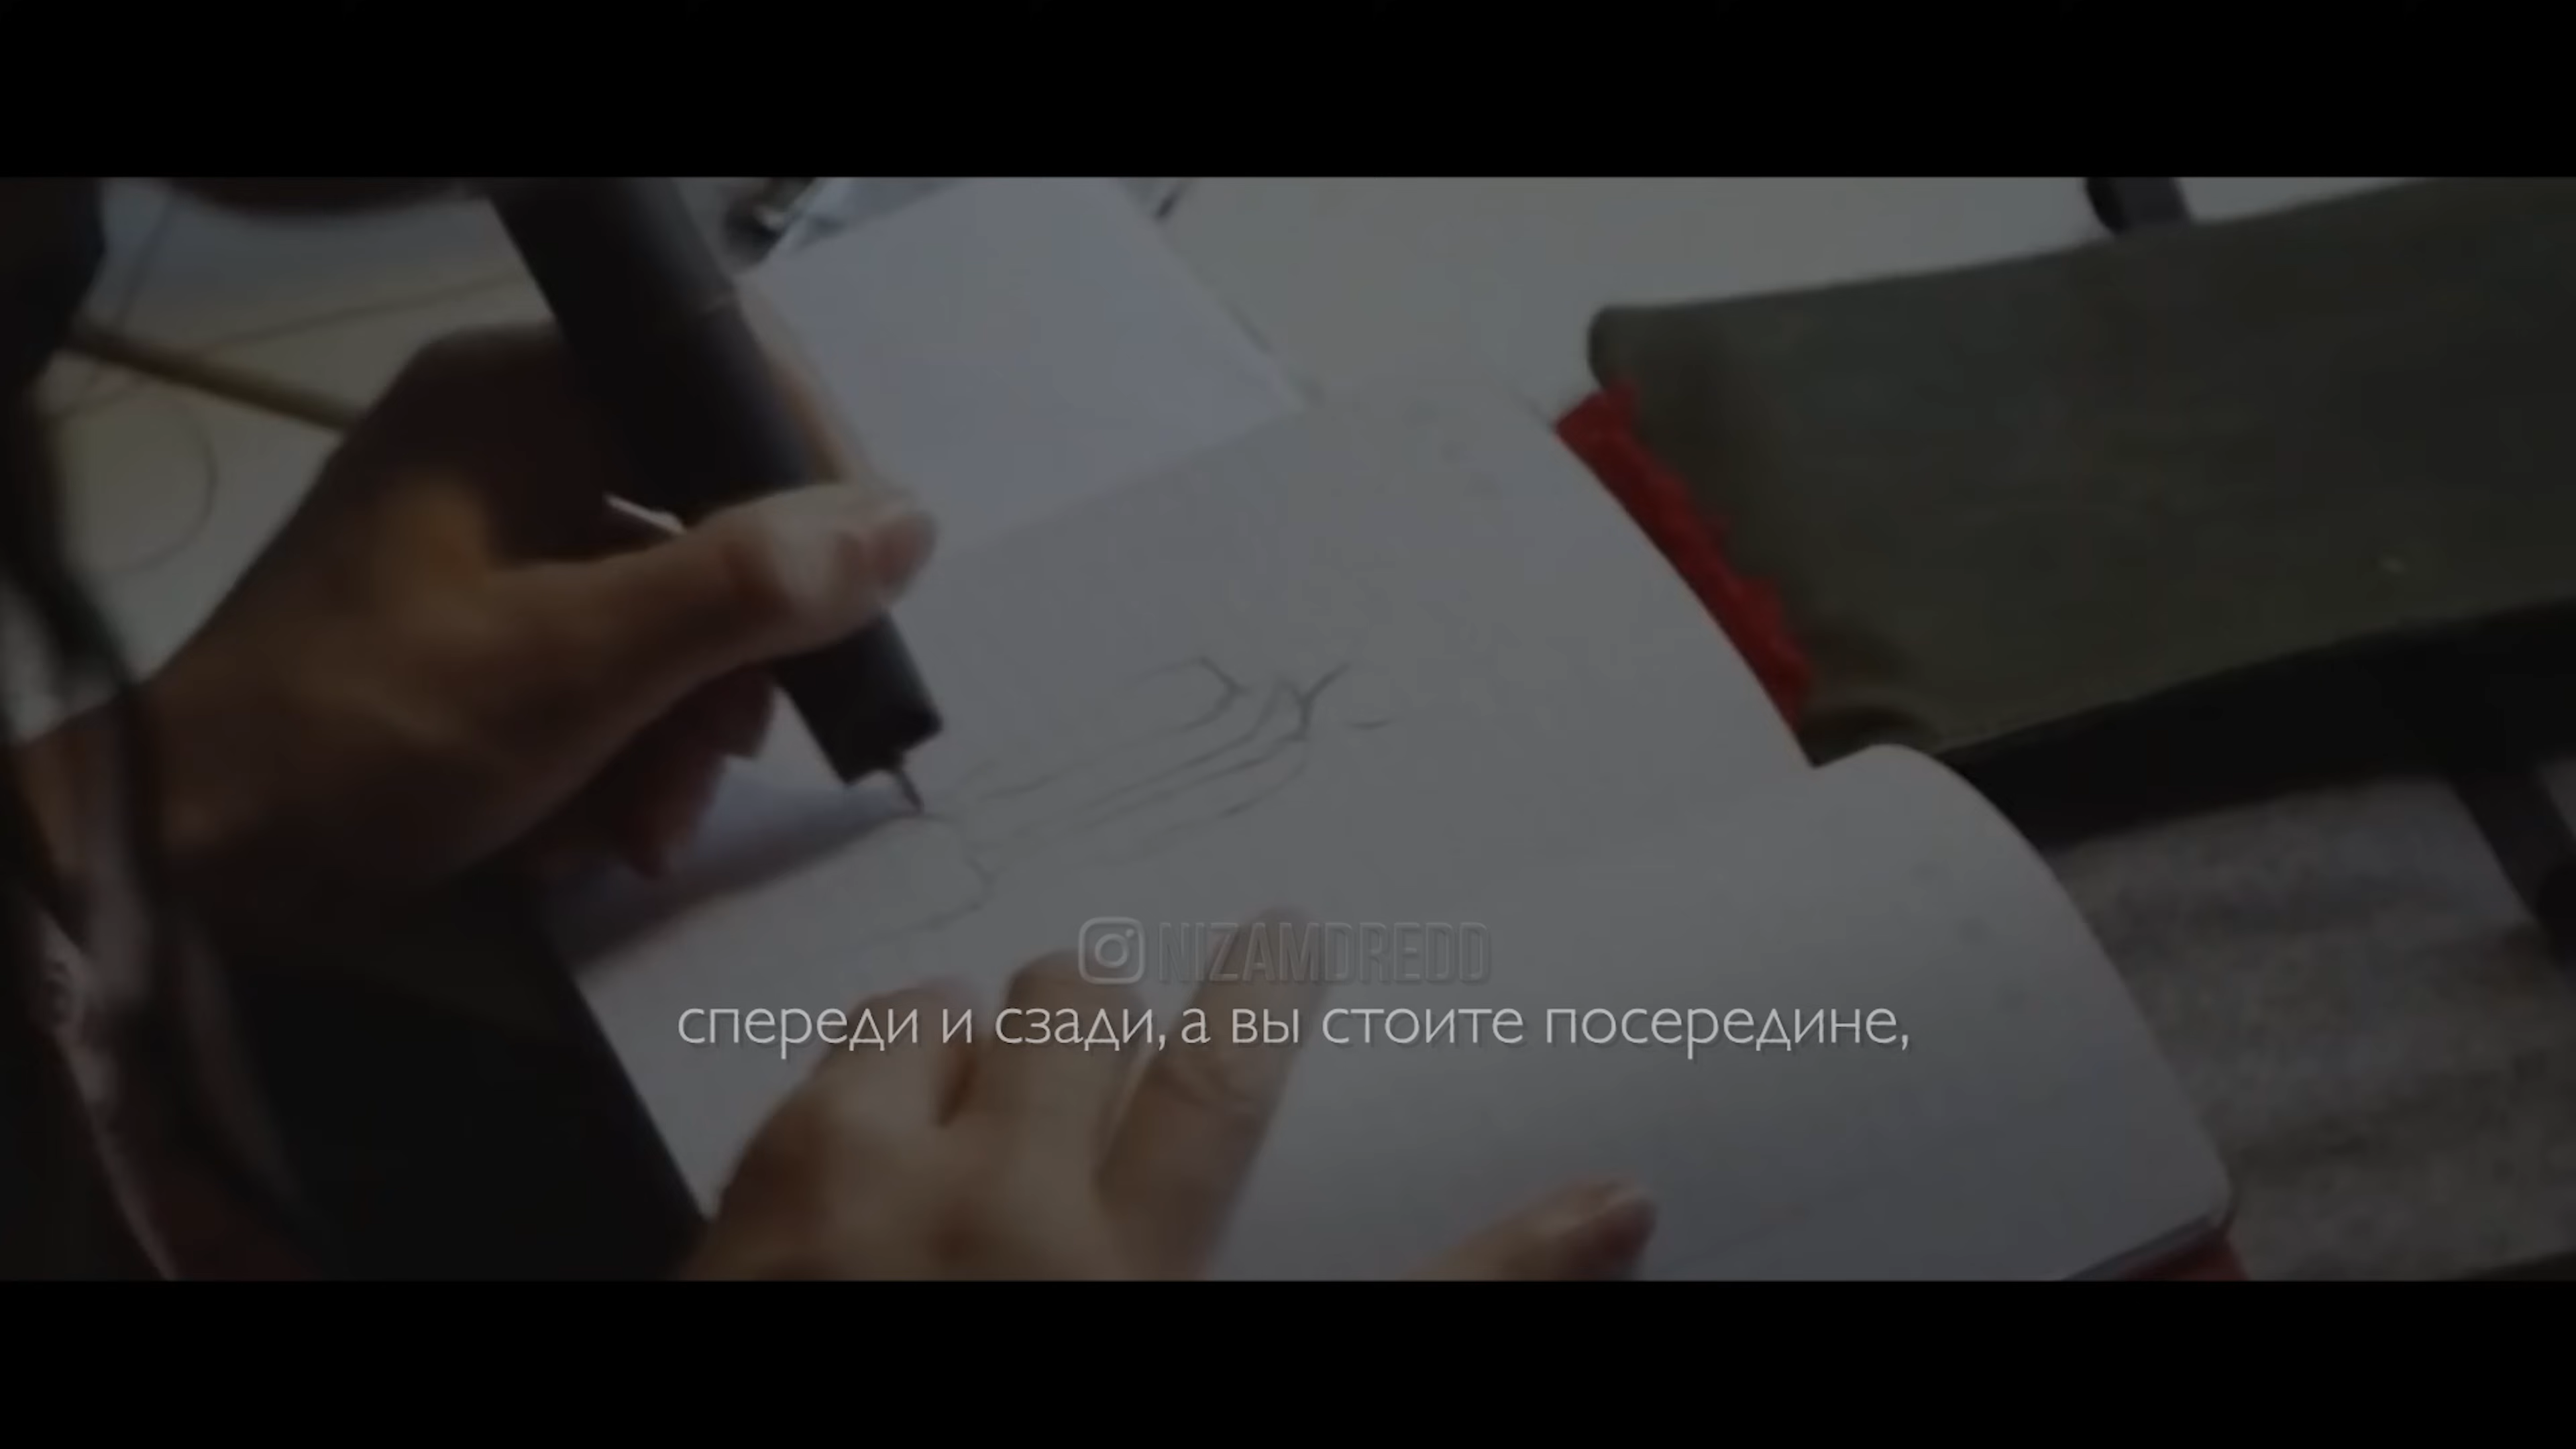 NIZAMDREDD
спереди и сзади, а вы стоите посередине,